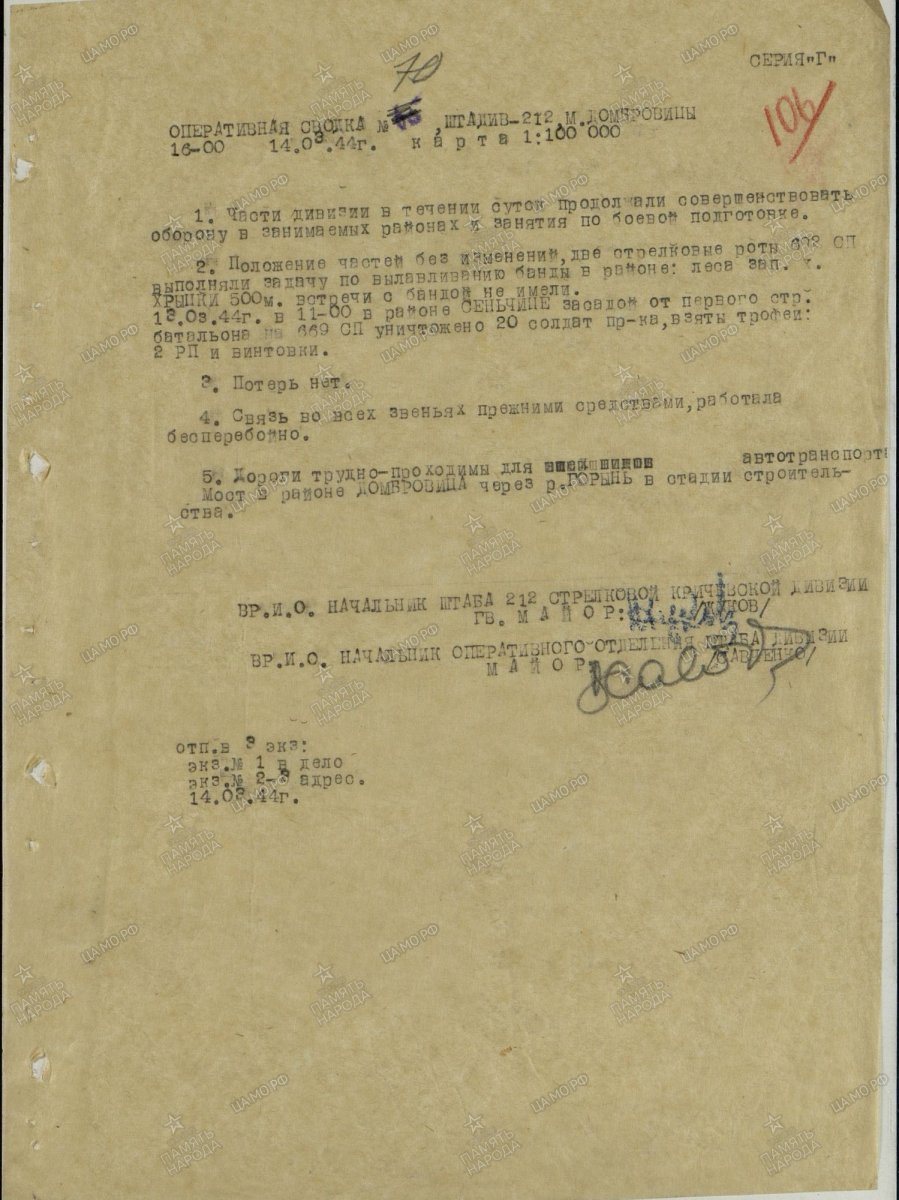 70
СЕРИЯ"Г"
106
ОПЕРАТИВНАЯ СВОДКА № ,ШТАДИВ-212,М.ДОМБРОВИЦЫ
16-00 14.03.44г. к а р т а 1:100 000
1. Части дивизии в течении суток продолжали совершенствовать
оборону в занимаемых районах и занятия по боевой подготовке.
2. Положение частей без изменений,две стрелковые роты 692 СП
выполняли задачу по вылавливанию банды в районе: леса зап.
ХРЫПКИ 500м. встречи с бандой не имели.
13.03.44г. в 11-00 в районе СЕНЬЧИНЕ засадой от первого стр.
батальона 669 СП уничтожено 20 солдат пр-ка,взяты трофеи:
2 РП и винтовки.
3. Потерь нет.
4. Связь во всех звеньях прежними средствами,работала
бесперебойно.
5. Дороги трудно-проходимы для автотранспорта
Мост в районе ДОМБРОВИЦА через р.ГОРЫНЬ в стадии строитель-
ства.
ВР.И.О. НАЧАЛЬНИК ШТАБА 212 СТРЕЛКОВОЙ КРИЧЕВСКОЙ ДИВИЗИИ
ГВ. М А Й О Р:
ВР.И.О. НАЧАЛЬНИК ОПЕРАТИВНОГО-ОТДЕЛЕНИЯ ШТАБА ДИВИЗИИ
М А Й О Р: /САВЛЕНКО/
отп.в 3 экз:
экз.№ 1 в дело
экз.№ 2-3 адрес.
14.03.44г.